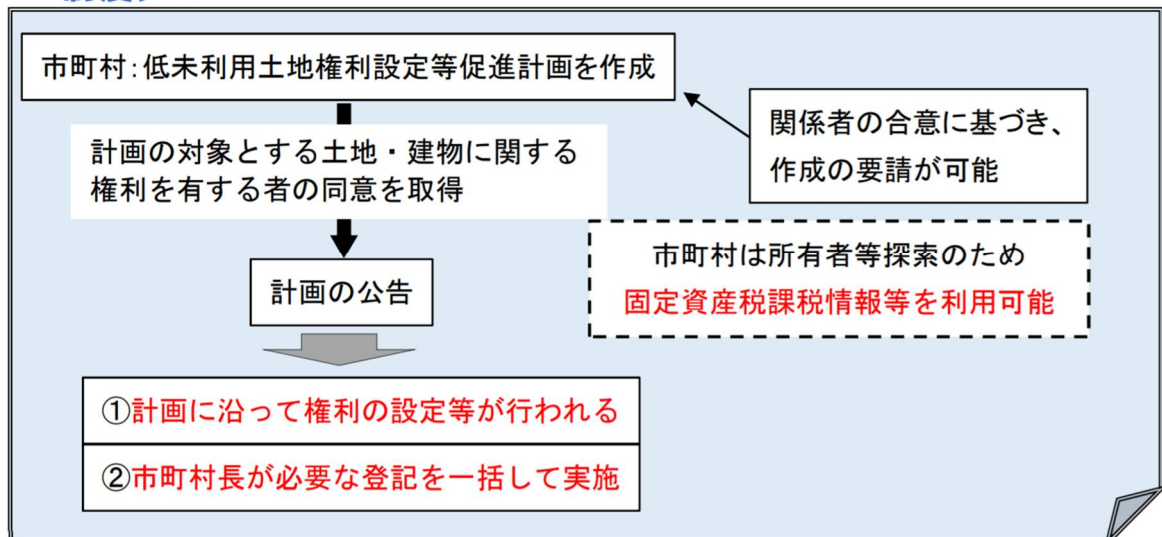 市町村：低未利用土地権利設定等促進計画を作成
関係者の合意に基づき、
作成の要請が可能
計画の対象とする土地・建物に関する
権利を有する者の同意を取得
市町村は所有者等探索のため
固定資産税課税情報等を利用可能
計画の公告
①計画に沿って権利の設定等が行われる
②市町村長が必要な登記を一括して実施